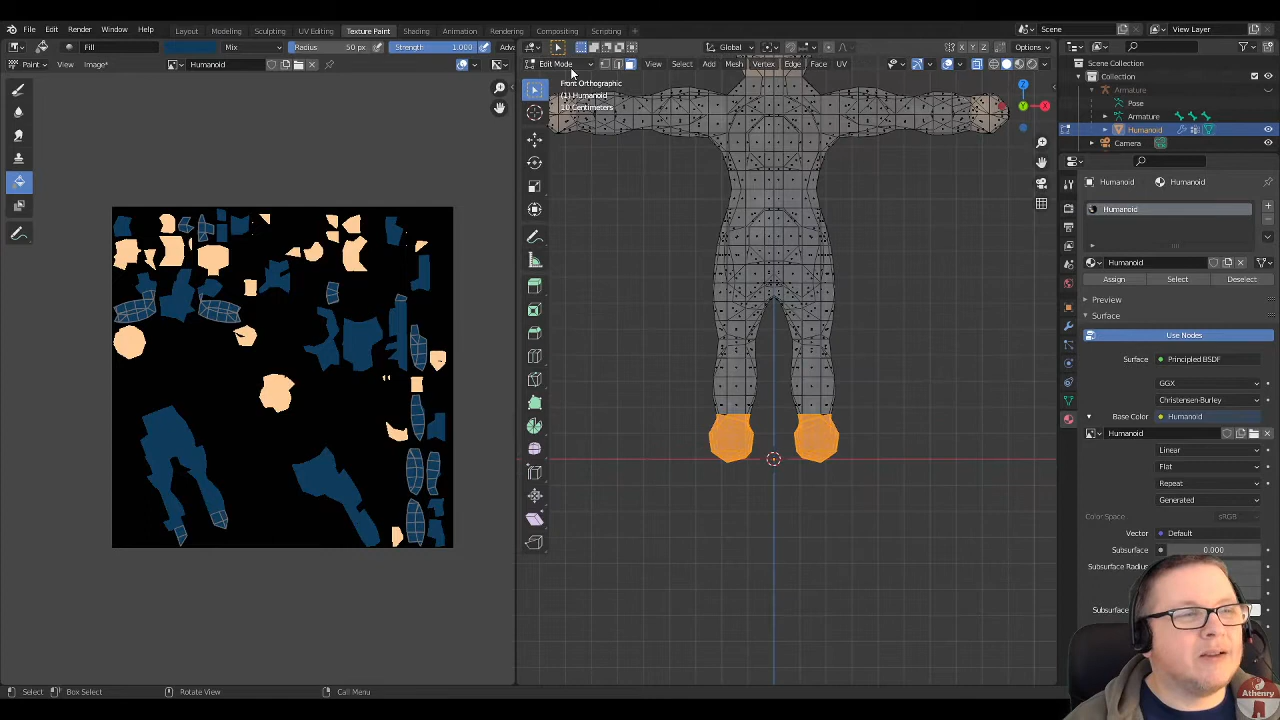 File Edit Render Window Help Layout Modeling Sculpting UV Editing Texture Paint Shading Animation Rendering Compositing Scripting Scene View Layer
Fill Mix Radius 50 px Strength 1.000 Adv Global X Y Z Options
Paint View Image* Humanoid Edit Mode View Select Add Mesh Vertex Edge Face UV
Front Orthographic
(1) Humanoid
10 Centimeters
Scene Collection
Collection
Armature
Pose
Armature
Humanoid
Camera
Humanoid Humanoid
Humanoid
Humanoid
Assign Select Deselect
Preview
Surface
Use Nodes
Surface Principled BSDF
GGX
Christensen-Burley
Base Color Humanoid
Humanoid
Linear
Flat
Repeat
Generated
Color Space sRGB
Vector Default
Subsurface 0.000
Subsurface Radius
Subsurf
Select Box Select Rotate View Call Menu
Athenry